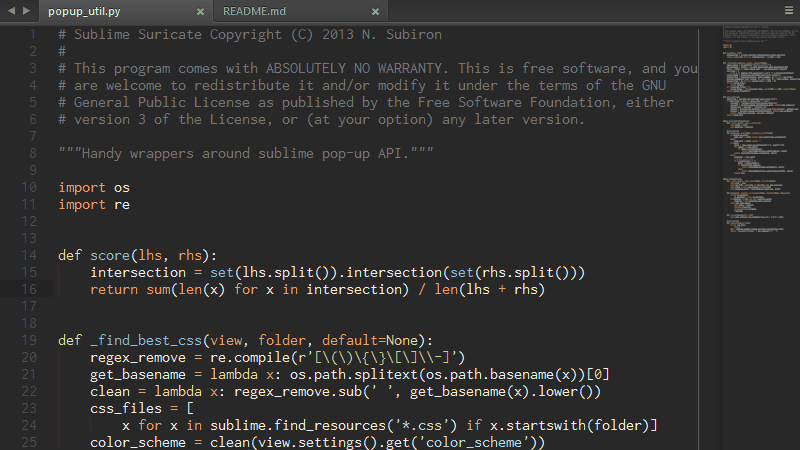 popup_util.py × README.md ×
1 # Sublime Suricate Copyright (C) 2013 N. Subiron
2 #
3 # This program comes with ABSOLUTELY NO WARRANTY. This is free software, and you
4 # are welcome to redistribute it and/or modify it under the terms of the GNU
5 # General Public License as published by the Free Software Foundation, either
6 # version 3 of the License, or (at your option) any later version.
7
8 """Handy wrappers around sublime pop-up API."""
9
10 import os
11 import re
12
13
14 def score(lhs, rhs):
15     intersection = set(lhs.split()).intersection(set(rhs.split()))
16     return sum(len(x) for x in intersection) / len(lhs + rhs)
17
18
19 def _find_best_css(view, folder, default=None):
20     regex_remove = re.compile(r'[\(\)\{\}\[\]\\-]')
21     get_basename = lambda x: os.path.splitext(os.path.basename(x))[0]
22     clean = lambda x: regex_remove.sub(' ', get_basename(x).lower())
23     css_files = [
24         x for x in sublime.find_resources('*.css') if x.startswith(folder)]
25     color_scheme = clean(view.settings().get('color_scheme'))